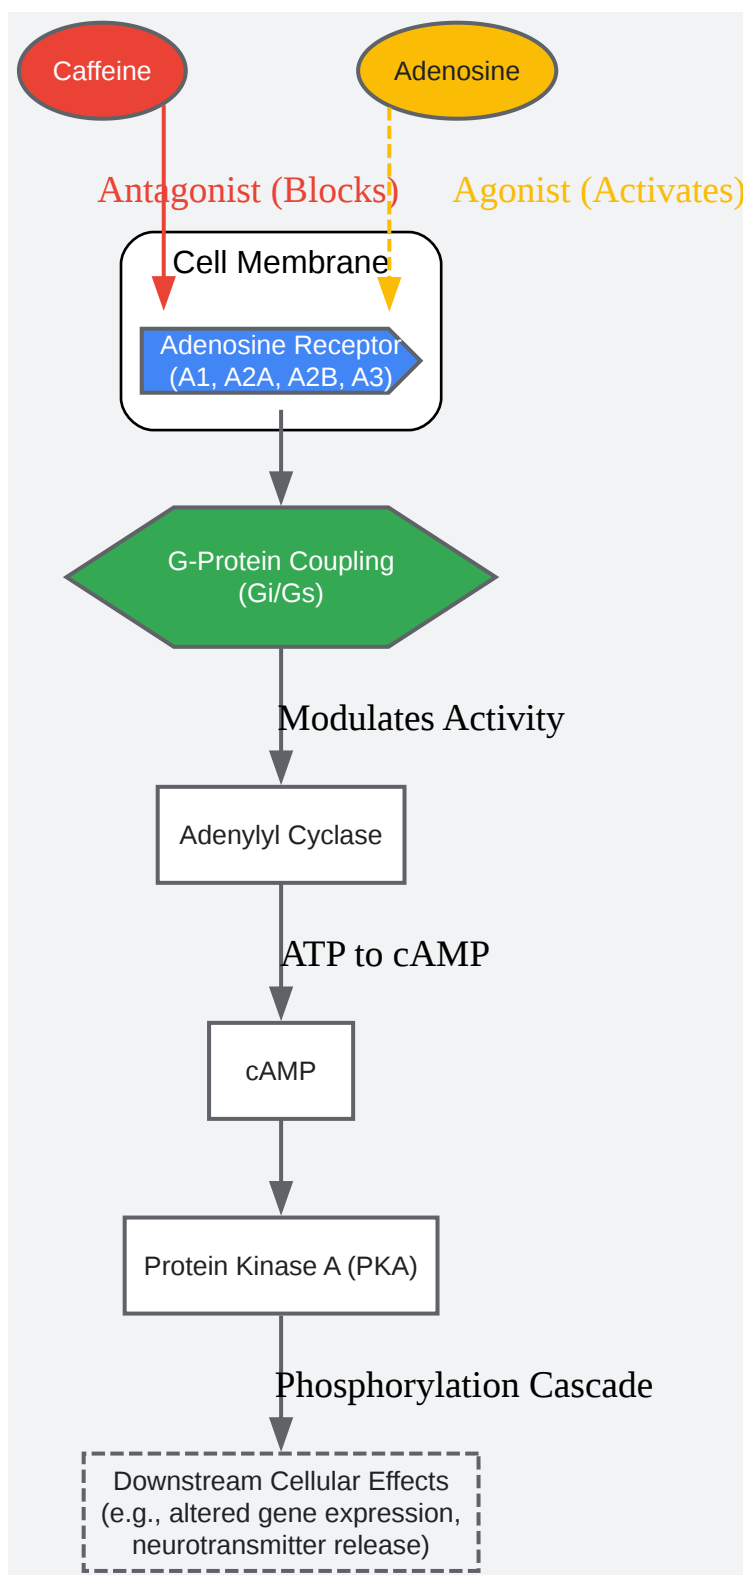 Caffeine
Adenosine
Antagonist (Blocks)
Agonist (Activates)
Cell Membrane
Adenosine Receptor
(A1, A2A, A2B, A3)
G-Protein Coupling
(Gi/Gs)
Modulates Activity
Adenylyl Cyclase
ATP to cAMP
cAMP
Protein Kinase A (PKA)
Phosphorylation Cascade
Downstream Cellular Effects
(e.g., altered gene expression,
neurotransmitter release)